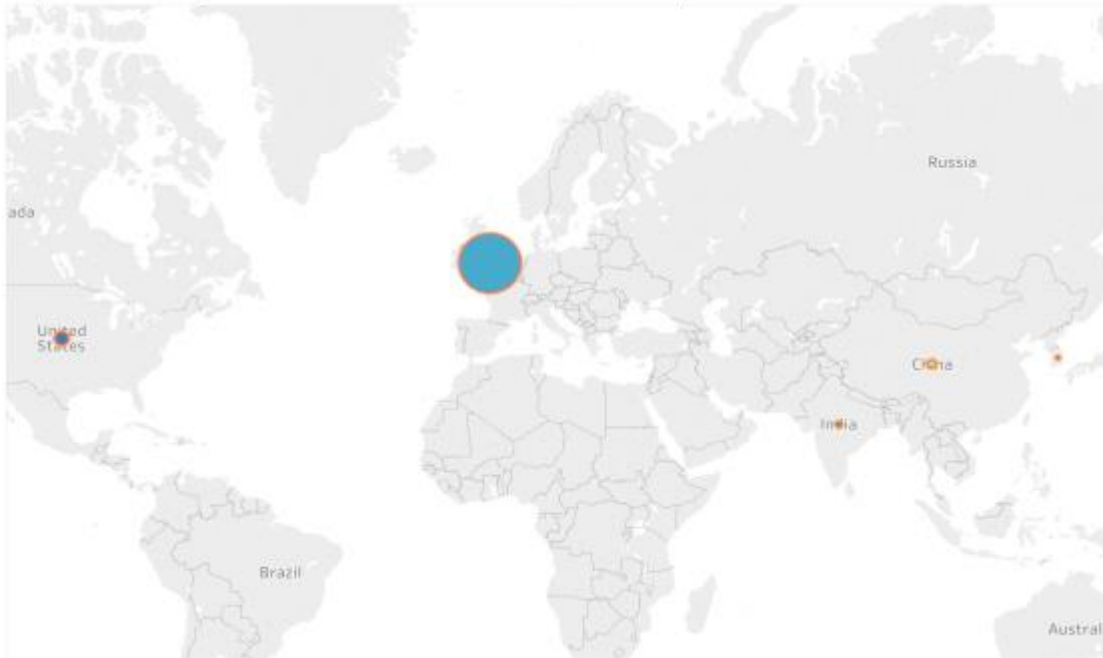 Russia
ada
United
States
China
India
Brazil
Austral